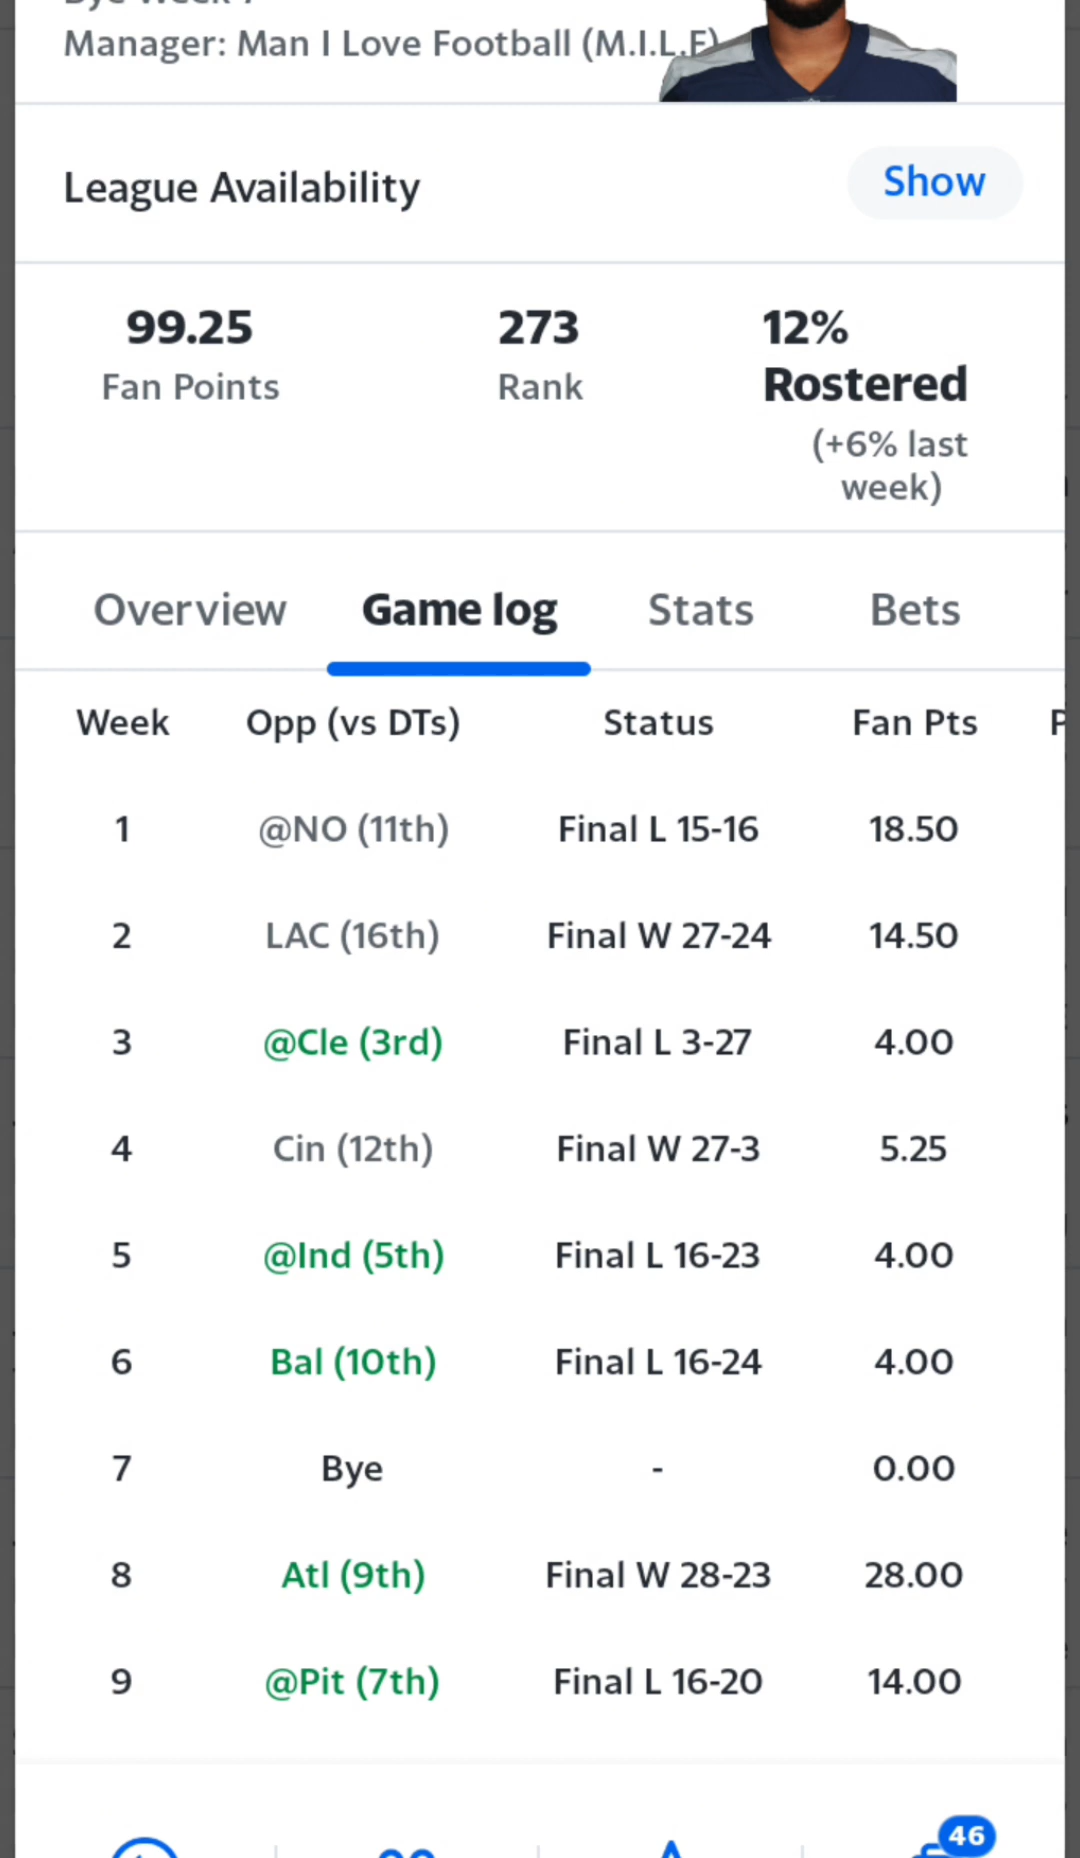 Bye Week 7
Manager: Man I Love Football (M.I.L.F)
League Availability
Show
99.25
Fan Points
273
Rank
12%
Rostered
(+6% last
week)
Overview Game log Stats Bets
Week Opp (vs DTs) Status Fan Pts
1 @NO (11th) Final L 15-16 18.50
2 LAC (16th) Final W 27-24 14.50
3 @Cle (3rd) Final L 3-27 4.00
4 Cin (12th) Final W 27-3 5.25
5 @Ind (5th) Final L 16-23 4.00
6 Bal (10th) Final L 16-24 4.00
7 Bye - 0.00
8 Atl (9th) Final W 28-23 28.00
9 @Pit (7th) Final L 16-20 14.00
46